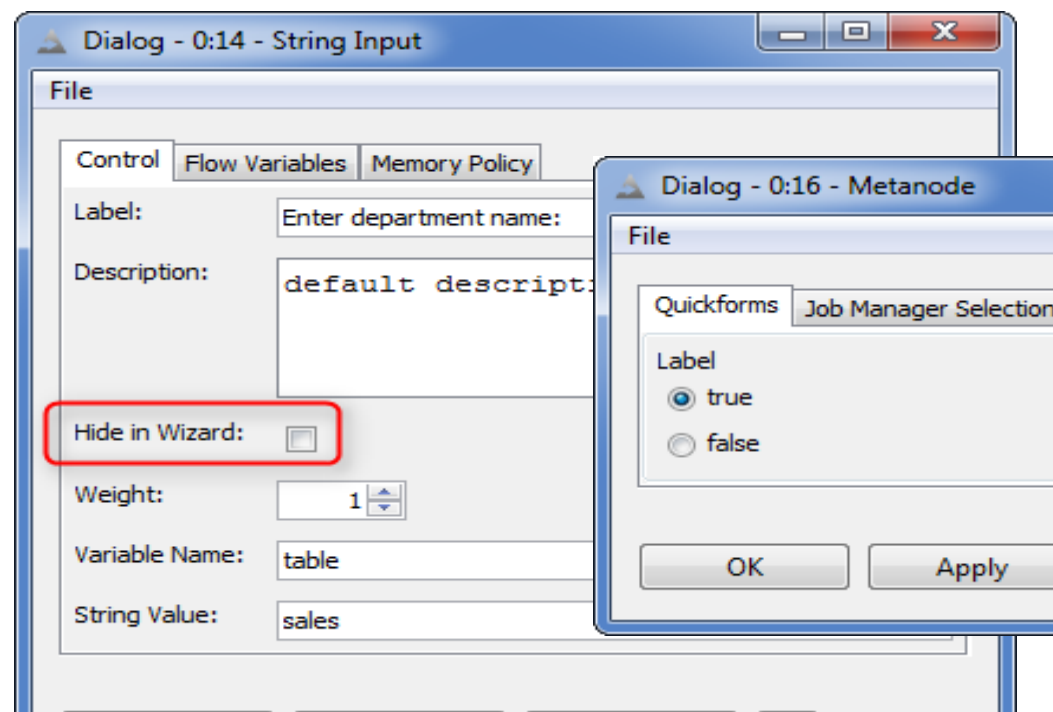 Dialog - 0:14 - String Input
File
Control Flow Variables Memory Policy
Label: Enter department name:
Description: default descripti
Hide in Wizard:
Weight: 1
Variable Name: table
String Value: sales
Dialog - 0:16 - Metanode
File
Quickforms Job Manager Selection
Label
true
false
OK Apply